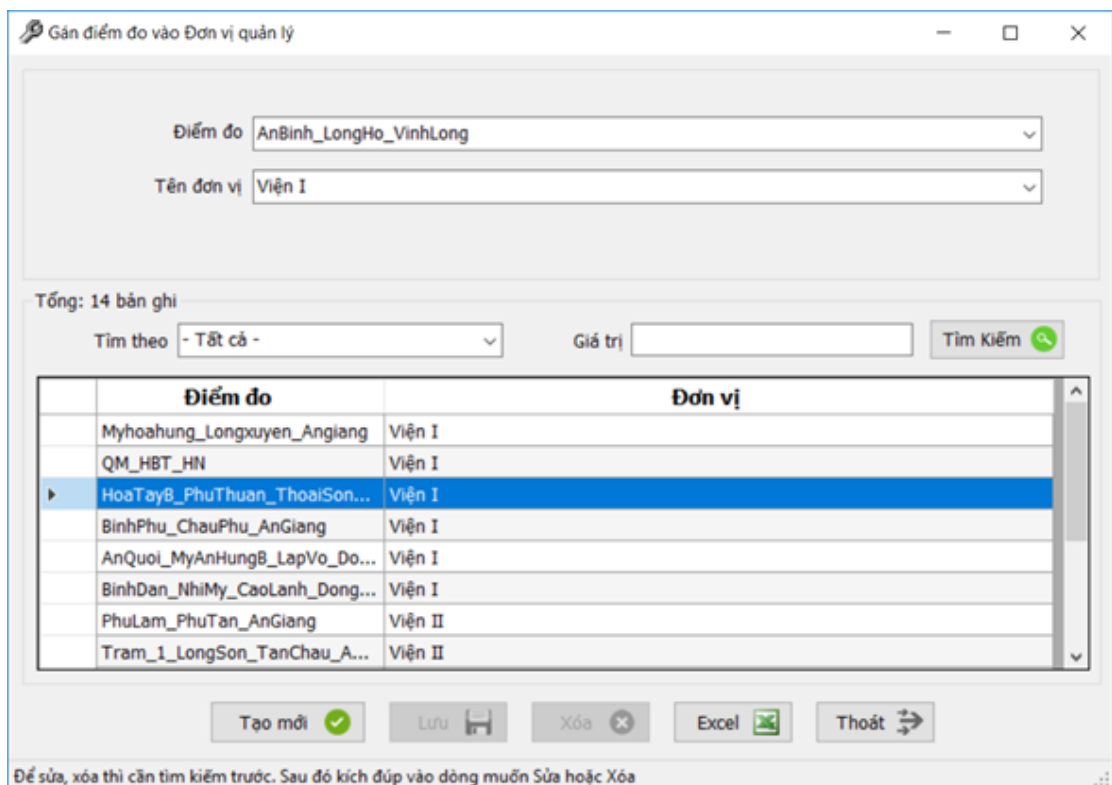 Gán điểm đo vào Đơn vị quản lý
Điểm đo AnBinh_LongHo_VinhLong
Tên đơn vị Viện I
Tổng: 14 bản ghi
Tìm theo - Tất cả - Giá trị Tìm Kiếm
Điểm đo Đơn vị
Myhoahung_Longxuyen_Angiang Viện I
QM_HBT_HN Viện I
HoaTayB_PhuThuan_ThoaiSon... Viện I
BinhPhu_ChauPhu_AnGiang Viện I
AnQuoi_MyAnHungB_LapVo_Do... Viện I
BinhDan_NhiMy_CaoLanh_Dong... Viện I
PhuLam_PhuTan_AnGiang Viện II
Tram_1_LongSon_TanChau_A... Viện II
Tạo mới Lưu Xóa Excel Thoát
Để sửa, xóa thì cần tìm kiếm trước. Sau đó kích đúp vào dòng muốn Sửa hoặc Xóa